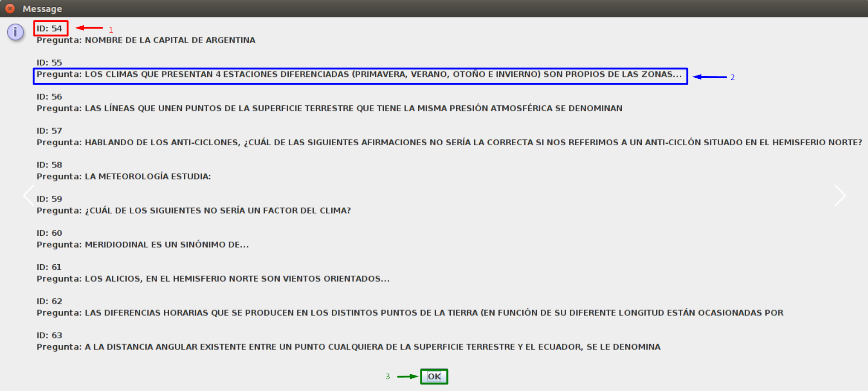 Message
ID: 54
1
Pregunta: NOMBRE DE LA CAPITAL DE ARGENTINA
ID: 55
Pregunta: LOS CLIMAS QUE PRESENTAN 4 ESTACIONES DIFERENCIADAS (PRIMAVERA, VERANO, OTOÑO E INVIERNO) SON PROPIOS DE LAS ZONAS...
2
ID: 56
Pregunta: LAS LÍNEAS QUE UNEN PUNTOS DE LA SUPERFICIE TERRESTRE QUE TIENE LA MISMA PRESIÓN ATMOSFÉRICA SE DENOMINAN
ID: 57
Pregunta: HABLANDO DE LOS ANTI-CICLONES, ¿CUÁL DE LAS SIGUIENTES AFIRMACIONES NO SERÍA LA CORRECTA SI NOS REFERIMOS A UN ANTI-CICLÓN SITUADO EN EL HEMISFERIO NORTE?
ID: 58
Pregunta: LA METEOROLOGÍA ESTUDIA:
ID: 59
Pregunta: ¿CUÁL DE LOS SIGUIENTES NO SERÍA UN FACTOR DEL CLIMA?
ID: 60
Pregunta: MERIDIODINAL ES UN SINÓNIMO DE...
ID: 61
Pregunta: LOS ALICIOS, EN EL HEMISFERIO NORTE SON VIENTOS ORIENTADOS...
ID: 62
Pregunta: LAS DIFERENCIAS HORARIAS QUE SE PRODUCEN EN LOS DISTINTOS PUNTOS DE LA TIERRA (EN FUNCIÓN DE SU DIFERENTE LONGITUD ESTÁN OCASIONADAS POR
ID: 63
Pregunta: A LA DISTANCIA ANGULAR EXISTENTE ENTRE UN PUNTO CUALQUIERA DE LA SUPERFICIE TERRESTRE Y EL ECUADOR, SE LE DENOMINA
3
OK